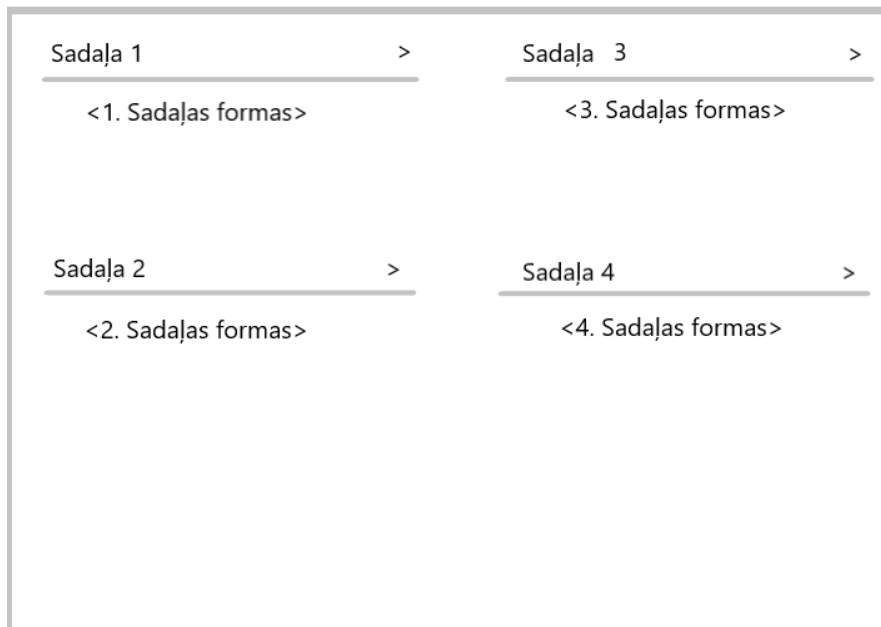 Sadaļa 1 >
<1. Sadaļas formas>
Sadaļa 2 >
<2. Sadaļas formas>
Sadaļa 3 >
<3. Sadaļas formas>
Sadaļa 4 >
<4. Sadaļas formas>